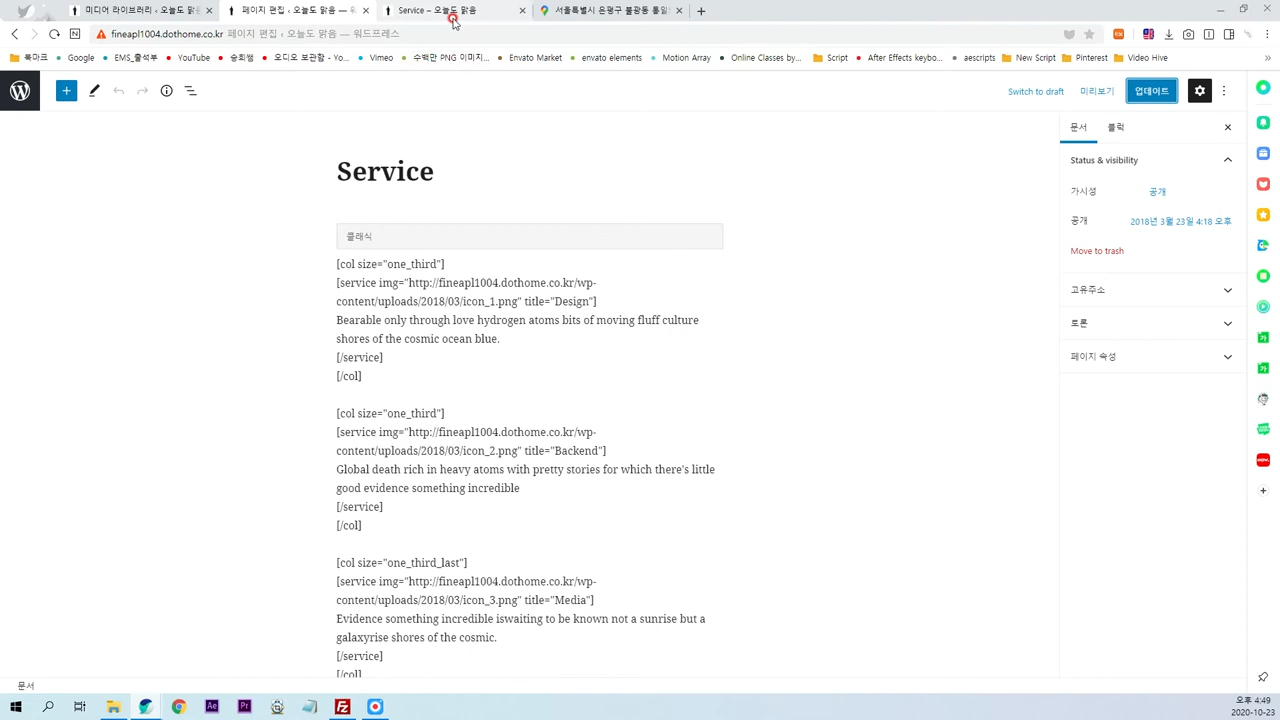 미디어 라이브러리 ‹ 오늘도 맑음
페이지 편집 ‹ 오늘도 맑음 — 워
Service – 오늘도 맑음
서울특별시 은평구 불광동 통일
fineapl1004.dothome.co.kr 페이지 편집 ‹ 오늘도 맑음 — 워드프레스
북마크
Google
EMS_출석부
YouTube
승희쌤
오디오 보관함 - Yo...
Vimeo
수백만 PNG 이미지...
Envato Market
envato elements
Motion Array
Online Classes by...
Script
After Effects keybo...
aescripts
New Script
Pinterest
Video Hive
Switch to draft
미리보기
업데이트
문서
블럭
Service
Status & visibility
가시성
공개
공개
2018년 3월 23일 4:18 오후
Move to trash
고유주소
토론
페이지 속성
클래식
[col size="one_third"]
[service img="http://fineapl1004.dothome.co.kr/wp-
content/uploads/2018/03/icon_1.png" title="Design"]
Bearable only through love hydrogen atoms bits of moving fluff culture
shores of the cosmic ocean blue.
[/service]
[/col]
[col size="one_third"]
[service img="http://fineapl1004.dothome.co.kr/wp-
content/uploads/2018/03/icon_2.png" title="Backend"]
Global death rich in heavy atoms with pretty stories for which there's little
good evidence something incredible
[/service]
[/col]
[col size="one_third_last"]
[service img="http://fineapl1004.dothome.co.kr/wp-
content/uploads/2018/03/icon_3.png" title="Media"]
Evidence something incredible iswaiting to be known not a sunrise but a
galaxyrise shores of the cosmic.
[/service]
[/col]
문서
Ae
Pr
Fz
오후 4:49
2020-10-23